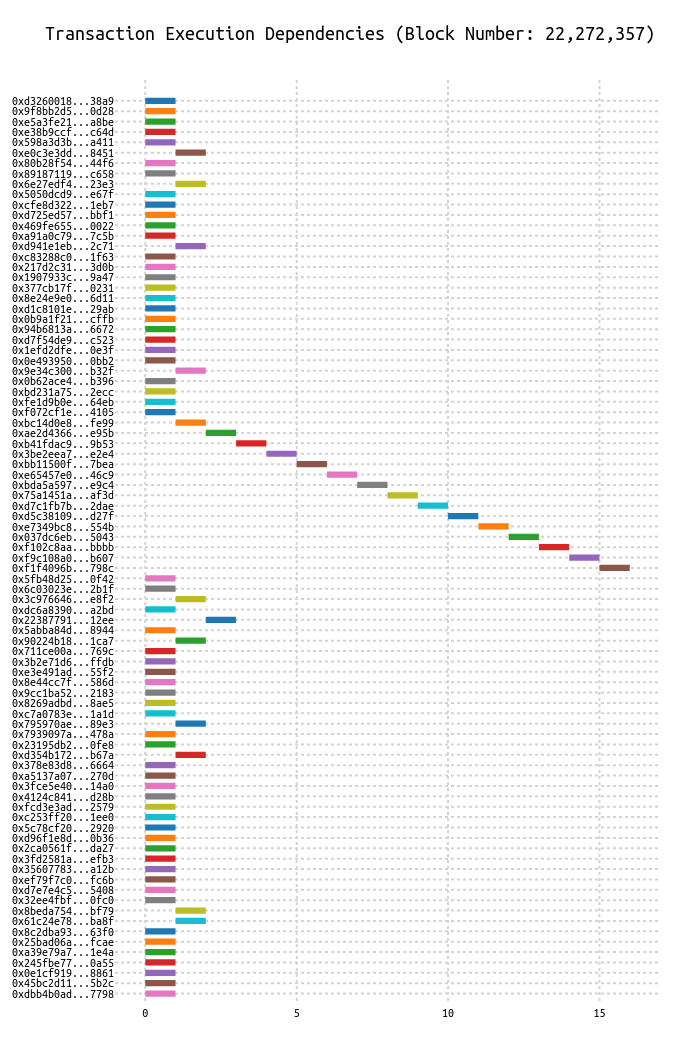 Transaction Execution Dependencies (Block Number: 22,272,357)
0xd3260018...38a9
0x9f8bb2d5...0d28
0xe5a3fe21...a8be
0xe38b9ccf...c64d
0x598a3d3b...a411
0xe0c3e3dd...8451
0x80b28f54...44f6
0x89187119...c658
0x6e27edf4...23e3
0x5050dcd9...e67f
0xcfe8d322...1eb7
0xd725ed57...bbf1
0x469fe655...0022
0xa91a0c79...7c5b
0xd941e1eb...2c71
0xc83288c0...1f63
0x217d2c31...3d0b
0x1907933c...9a47
0x377cb17f...0231
0x8e24e9e0...6d11
0xd1c8101e...29ab
0x0b9a1f21...cffb
0x94b6813a...6672
0xd7f54de9...c523
0x1efd2dfe...0e3f
0x0e493950...0bb2
0x9e34c300...b32f
0x0b62ace4...b396
0xbd231a75...2ecc
0xfe1d9b0e...64eb
0xf072cf1e...4105
0xbc14d0e8...fe99
0xae2d4366...e95b
0xb41fdac9...9b53
0x3be2eea7...e2e4
0xbb11500f...7bea
0xe65457e0...46c9
0xbda5a597...e9c4
0x75a1451a...af3d
0xd7c1fb7b...2dae
0xd5c38109...d27f
0xe7349bc8...554b
0x037dc6eb...5043
0xf102c8aa...bbbb
0xf9c108a0...b607
0xf1f4096b...798c
0x5fb48d25...0f42
0x6c03023e...2b1f
0x3c976646...e8f2
0xdc6a8390...a2bd
0x22387791...12ee
0x5abba84d...8944
0x90224b18...1ca7
0x711ce00a...769c
0x3b2e71d6...ffdb
0xe3e491ad...55f2
0x8e44cc7f...586d
0x9cc1ba52...2183
0x8269adbd...8ae5
0xc7a0783e...1a1d
0x795970ae...89e3
0x7939097a...478a
0x23195db2...0fe8
0xd354b172...b67a
0x378e83d8...6664
0xa5137a07...270d
0x3fce5e40...14a0
0x4124c841...d28b
0xfcd3e3ad...2579
0xc253ff20...1ee0
0x5c78cf20...2920
0xd96f1e8d...0b36
0x2ca0561f...da27
0x3fd2581a...efb3
0x35607783...a12b
0xef79f7c0...fc6b
0xd7e7e4c5...5408
0x32ee4fbf...0fc0
0x8beda754...bf79
0x61c24e78...ba8f
0x8c2dba93...63f0
0x25bad06a...fcae
0xa39e79a7...1e4a
0x245fbe77...0a55
0x0e1cf919...8861
0x45bc2d11...5b2c
0xdbb4b0ad...7798
0 5 10 15